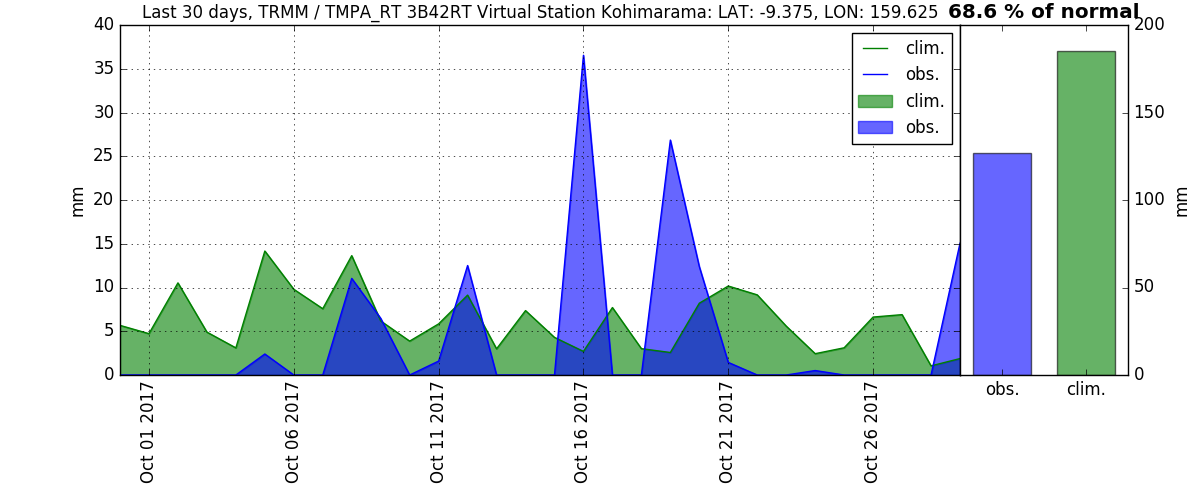 Last 30 days, TRMM / TMPA_RT 3B42RT Virtual Station Kohimarama: LAT: -9.375, LON: 159.625
68.6 % of normal
40
35
30
25
20
15
10
5
0
mm
clim.
obs.
clim.
obs.
200
150
100
50
0
mm
Oct 01 2017
Oct 06 2017
Oct 11 2017
Oct 16 2017
Oct 21 2017
Oct 26 2017
obs.
clim.